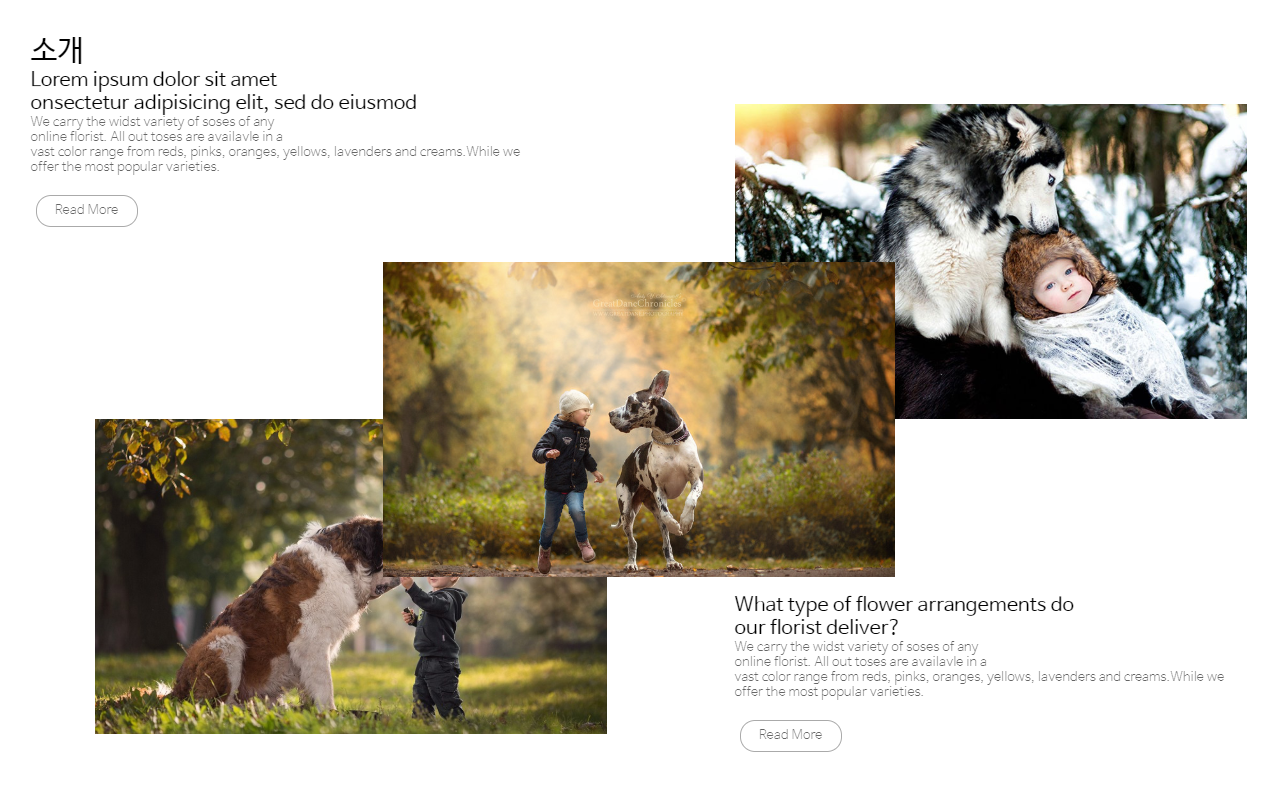 소개
Lorem ipsum dolor sit amet
onsectetur adipisicing elit, sed do eiusmod
We carry the widst variety of soses of any
online florist. All out toses are availavle in a
vast color range from reds, pinks, oranges, yellows, lavenders and creams.While we
offer the most popular varieties.
Read More
GreatDaneChronicles
What type of flower arrangements do
our florist deliver?
We carry the widst variety of soses of any
online florist. All out toses are availavle in a
vast color range from reds, pinks, oranges, yellows, lavenders and creams.While we
offer the most popular varieties.
Read More